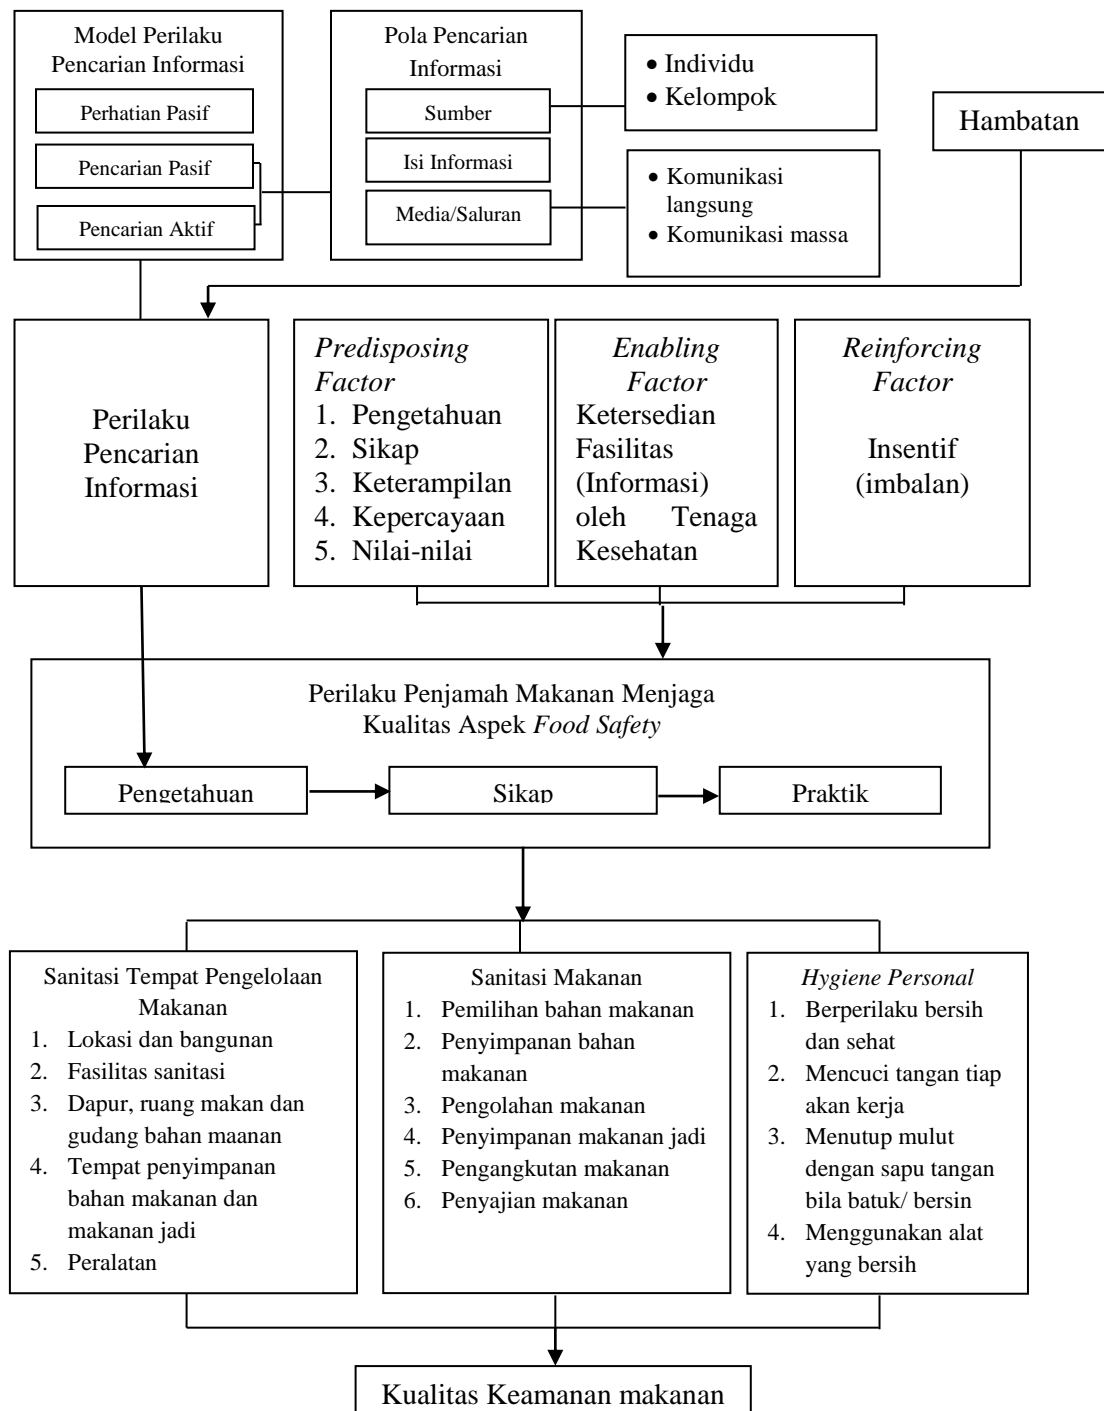 Model Perilaku
Pencarian Informasi
Perhatian Pasif
Pencarian Pasif
Pencarian Aktif
Pola Pencarian
Informasi
Sumber
Isi Informasi
Media/Saluran
• Individu
• Kelompok
• Komunikasi
langsung
• Komunikasi massa
Hambatan
Perilaku
Pencarian
Informasi
Predisposing
Factor
1. Pengetahuan
2. Sikap
3. Keterampilan
4. Kepercayaan
5. Nilai-nilai
Enabling
Factor
Ketersedian
Fasilitas
(Informasi)
oleh Tenaga
Kesehatan
Reinforcing
Factor
Insentif
(imbalan)
Perilaku Penjamah Makanan Menjaga
Kualitas Aspek Food Safety
Pengetahuan
Sikap
Praktik
Sanitasi Tempat Pengelolaan
Makanan
1. Lokasi dan bangunan
2. Fasilitas sanitasi
3. Dapur, ruang makan dan
gudang bahan maanan
4. Tempat penyimpanan
bahan makanan dan
makanan jadi
5. Peralatan
Sanitasi Makanan
1. Pemilihan bahan makanan
2. Penyimpanan bahan
makanan
3. Pengolahan makanan
4. Penyimpanan makanan jadi
5. Pengangkutan makanan
6. Penyajian makanan
Hygiene Personal
1. Berperilaku bersih
dan sehat
2. Mencuci tangan tiap
akan kerja
3. Menutup mulut
dengan sapu tangan
bila batuk/ bersin
4. Menggunakan alat
yang bersih
Kualitas Keamanan makanan